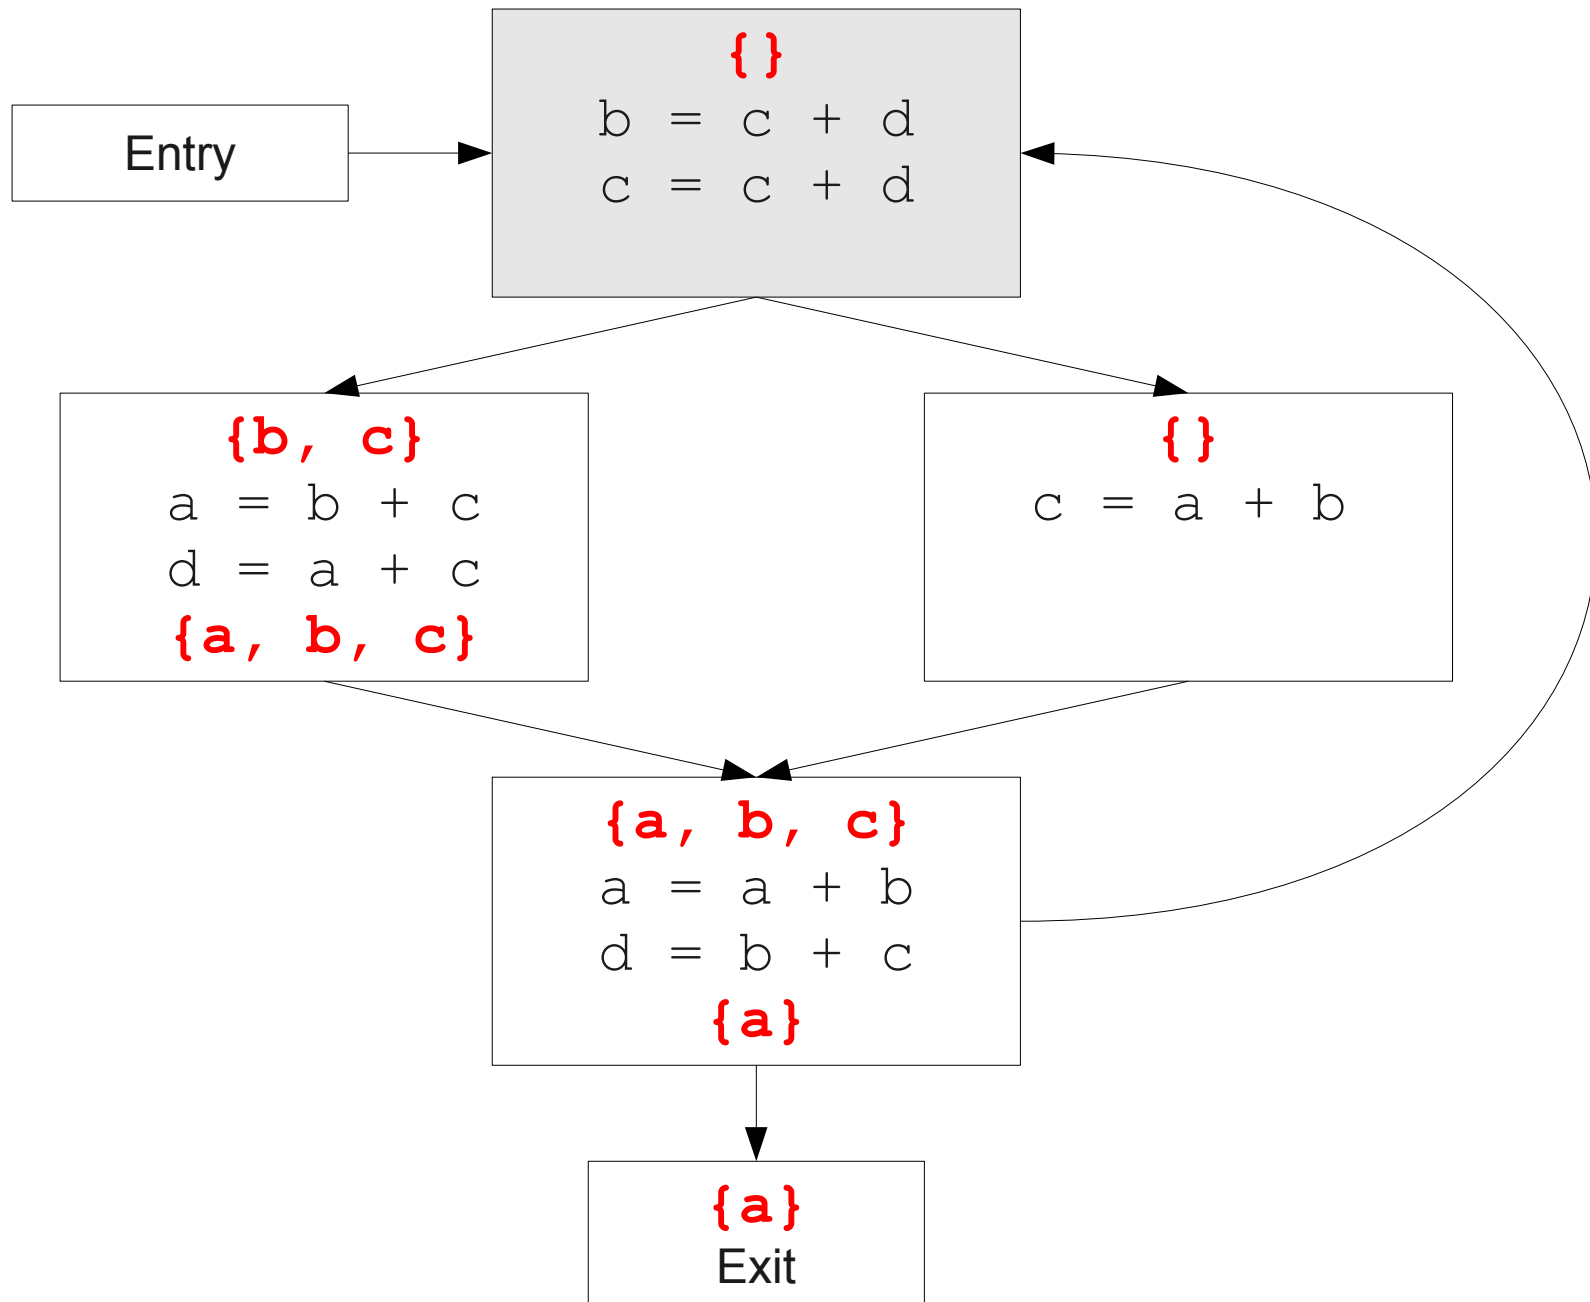 {}
b = c + d
c = c + d
Entry
{b, c}
a = b + c
d = a + c
{a, b, c}
{}
c = a + b
{a, b, c}
a = a + b
d = b + c
{a}
{a}
Exit